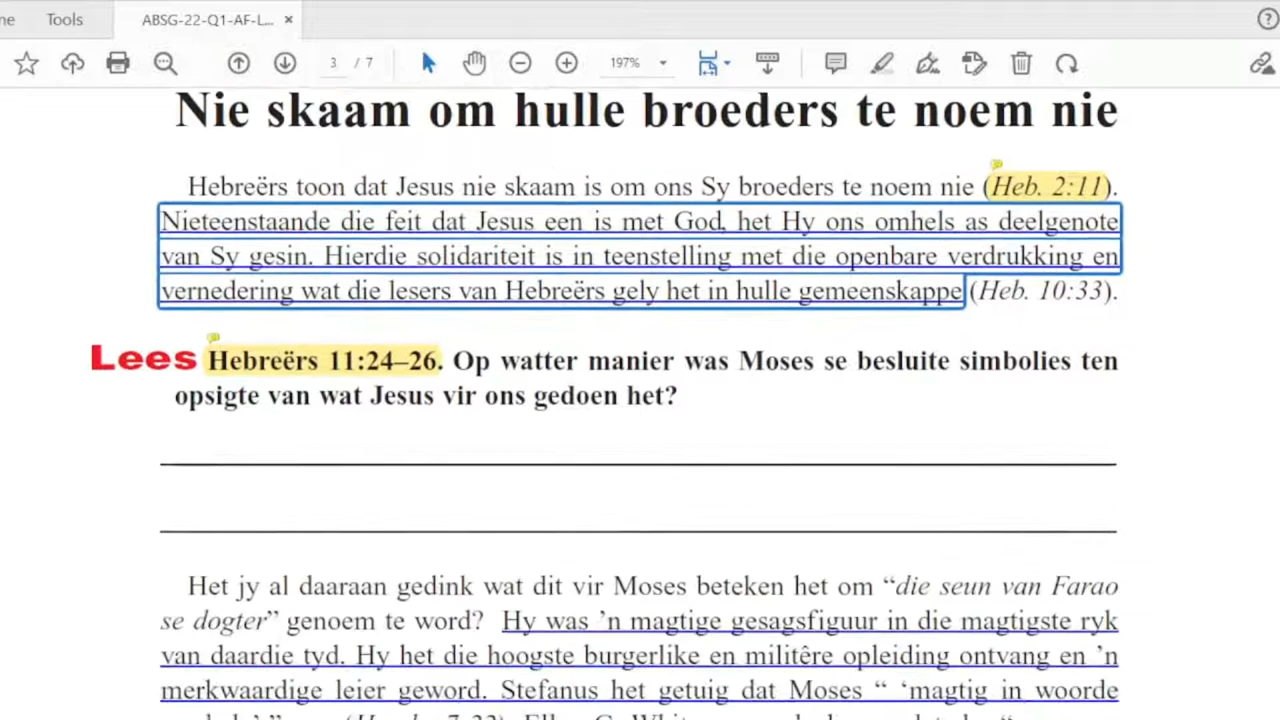 Tools ABSG-22-Q1-AF-L... ×
3 / 7 197%
Nie skaam om hulle broeders te noem nie
Hebreërs toon dat Jesus nie skaam is om ons Sy broeders te noem nie (Heb. 2:11).
Nieteenstaande die feit dat Jesus een is met God, het Hy ons omhels as deelgenote
van Sy gesin. Hierdie solidariteit is in teenstelling met die openbare verdrukking en
vernedering wat die lesers van Hebreërs gely het in hulle gemeenskappe (Heb. 10:33).
Lees Hebreërs 11:24–26. Op watter manier was Moses se besluite simbolies ten
opsigte van wat Jesus vir ons gedoen het?
Het jy al daaraan gedink wat dit vir Moses beteken het om “die seun van Farao
se dogter” genoem te word? Hy was ’n magtige gesagsfiguur in die magtigste ryk
van daardie tyd. Hy het die hoogste burgerlike en militêre opleiding ontvang en ’n
merkwaardige leier geword. Stefanus het getuig dat Moses “ ‘magtig in woorde